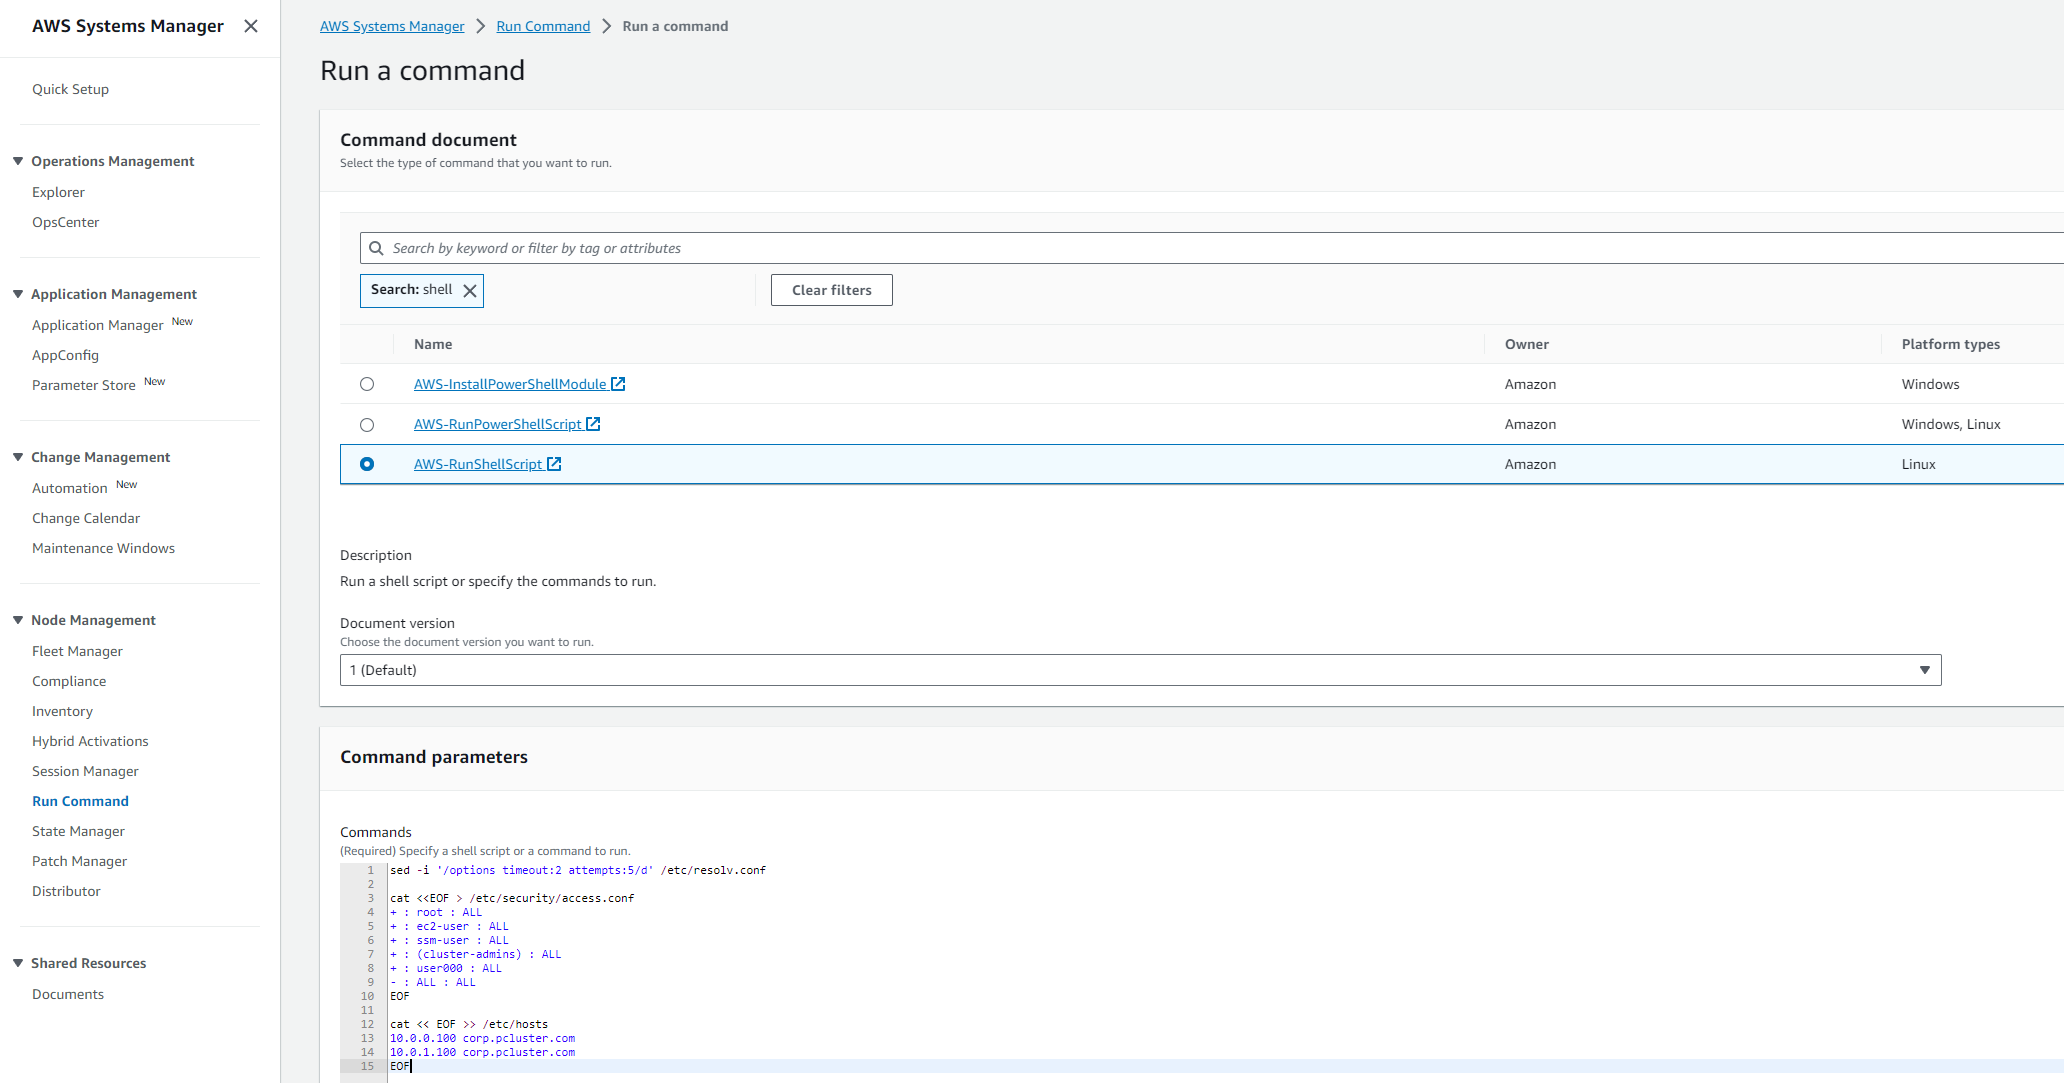 AWS Systems Manager
Quick Setup
Operations Management
Explorer
OpsCenter
Application Management
Application Manager New
AppConfig
Parameter Store New
Change Management
Automation New
Change Calendar
Maintenance Windows
Node Management
Fleet Manager
Compliance
Inventory
Hybrid Activations
Session Manager
Run Command
State Manager
Patch Manager
Distributor
Shared Resources
Documents
AWS Systems Manager > Run Command > Run a command
Run a command
Command document
Select the type of command that you want to run.
Search by keyword or filter by tag or attributes
Search: shell
Clear filters
Name Owner Platform types
AWS-InstallPowerShellModule Amazon Windows
AWS-RunPowerShellScript Amazon Windows, Linux
AWS-RunShellScript Amazon Linux
Description
Run a shell script or specify the commands to run.
Document version
Choose the document version you want to run.
1 (Default)
Command parameters
Commands
(Required) Specify a shell script or a command to run.
1 sed -i '/options timeout:2 attempts:5/d' /etc/resolv.conf
2
3 cat <<EOF > /etc/security/access.conf
4 + : root : ALL
5 + : ec2-user : ALL
6 + : ssm-user : ALL
7 + : (cluster-admins) : ALL
8 + : user000 : ALL
9 - : ALL : ALL
10 EOF
11
12 cat << EOF >> /etc/hosts
13 10.0.0.100 corp.pcluster.com
14 10.0.1.100 corp.pcluster.com
15 EOF